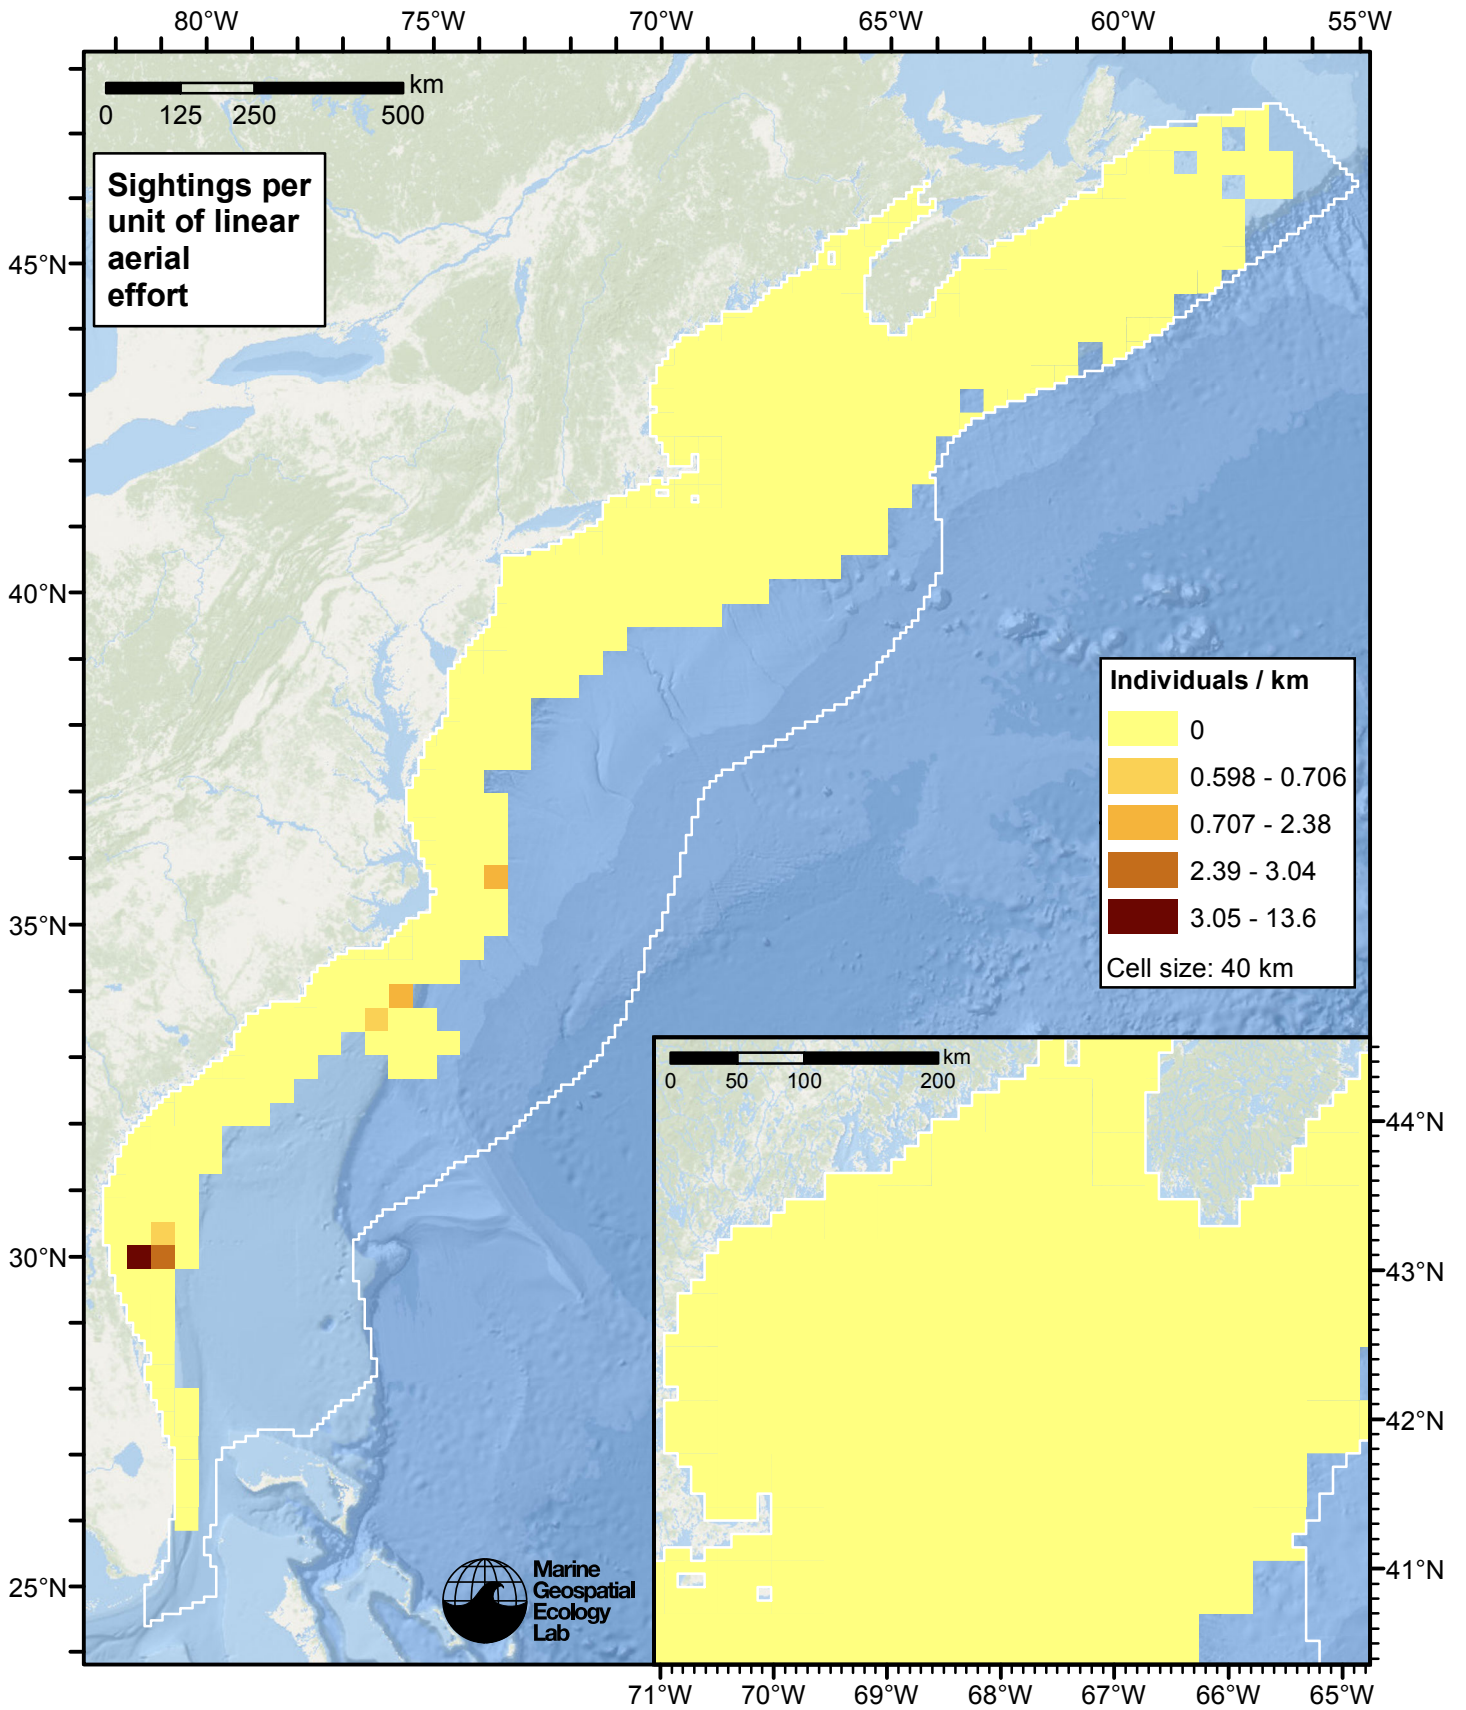 80°W 75°W 70°W 65°W 60°W 55°W
km
0 125 250 500
Sightings per
unit of linear
aerial
effort
45°N
40°N
35°N
30°N
25°N
Individuals / km
0
0.598 - 0.706
0.707 - 2.38
2.39 - 3.04
3.05 - 13.6
Cell size: 40 km
km
0 50 100 200
44°N
43°N
42°N
41°N
Marine
Geospatial
Ecology
Lab
71°W 70°W 69°W 68°W 67°W 66°W 65°W